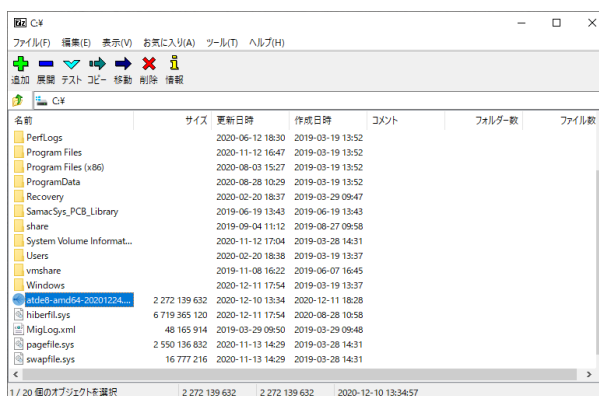 C:¥
ファイル(F) 編集(E) 表示(V) お気に入り(A) ツール(T) ヘルプ(H)
追加 展開 テスト コピー 移動 削除 情報
C:¥
名前 サイズ 更新日時 作成日時 コメント フォルダー数 ファイル数
PerfLogs 2020-06-12 18:30 2019-03-19 13:52
Program Files 2020-11-12 16:47 2019-03-19 13:52
Program Files (x86) 2020-08-03 15:27 2019-03-19 13:52
ProgramData 2020-08-28 10:29 2019-03-19 13:52
Recovery 2020-02-20 18:37 2019-03-29 09:47
SamacSys_PCB_Library 2019-06-19 13:43 2019-06-19 13:43
share 2019-09-04 11:12 2019-08-27 09:58
System Volume Informat... 2020-11-12 17:04 2019-03-28 14:31
Users 2020-02-20 18:38 2019-03-19 13:37
vmshare 2019-11-08 16:22 2019-06-07 16:45
Windows 2020-12-11 17:54 2019-03-19 13:37
atde8-amd64-20201224.... 2 272 139 632 2020-12-10 13:34 2020-12-11 18:28
hiberfil.sys 6 719 365 120 2020-12-11 17:54 2020-08-28 10:58
MigLog.xml 48 165 914 2019-03-29 09:50 2019-03-29 09:48
pagefile.sys 2 550 136 832 2020-11-13 14:29 2019-03-28 14:31
swapfile.sys 16 777 216 2020-11-13 14:29 2019-03-28 14:31
1 / 20 個のオブジェクトを選択 2 272 139 632 2 272 139 632 2020-12-10 13:34:57